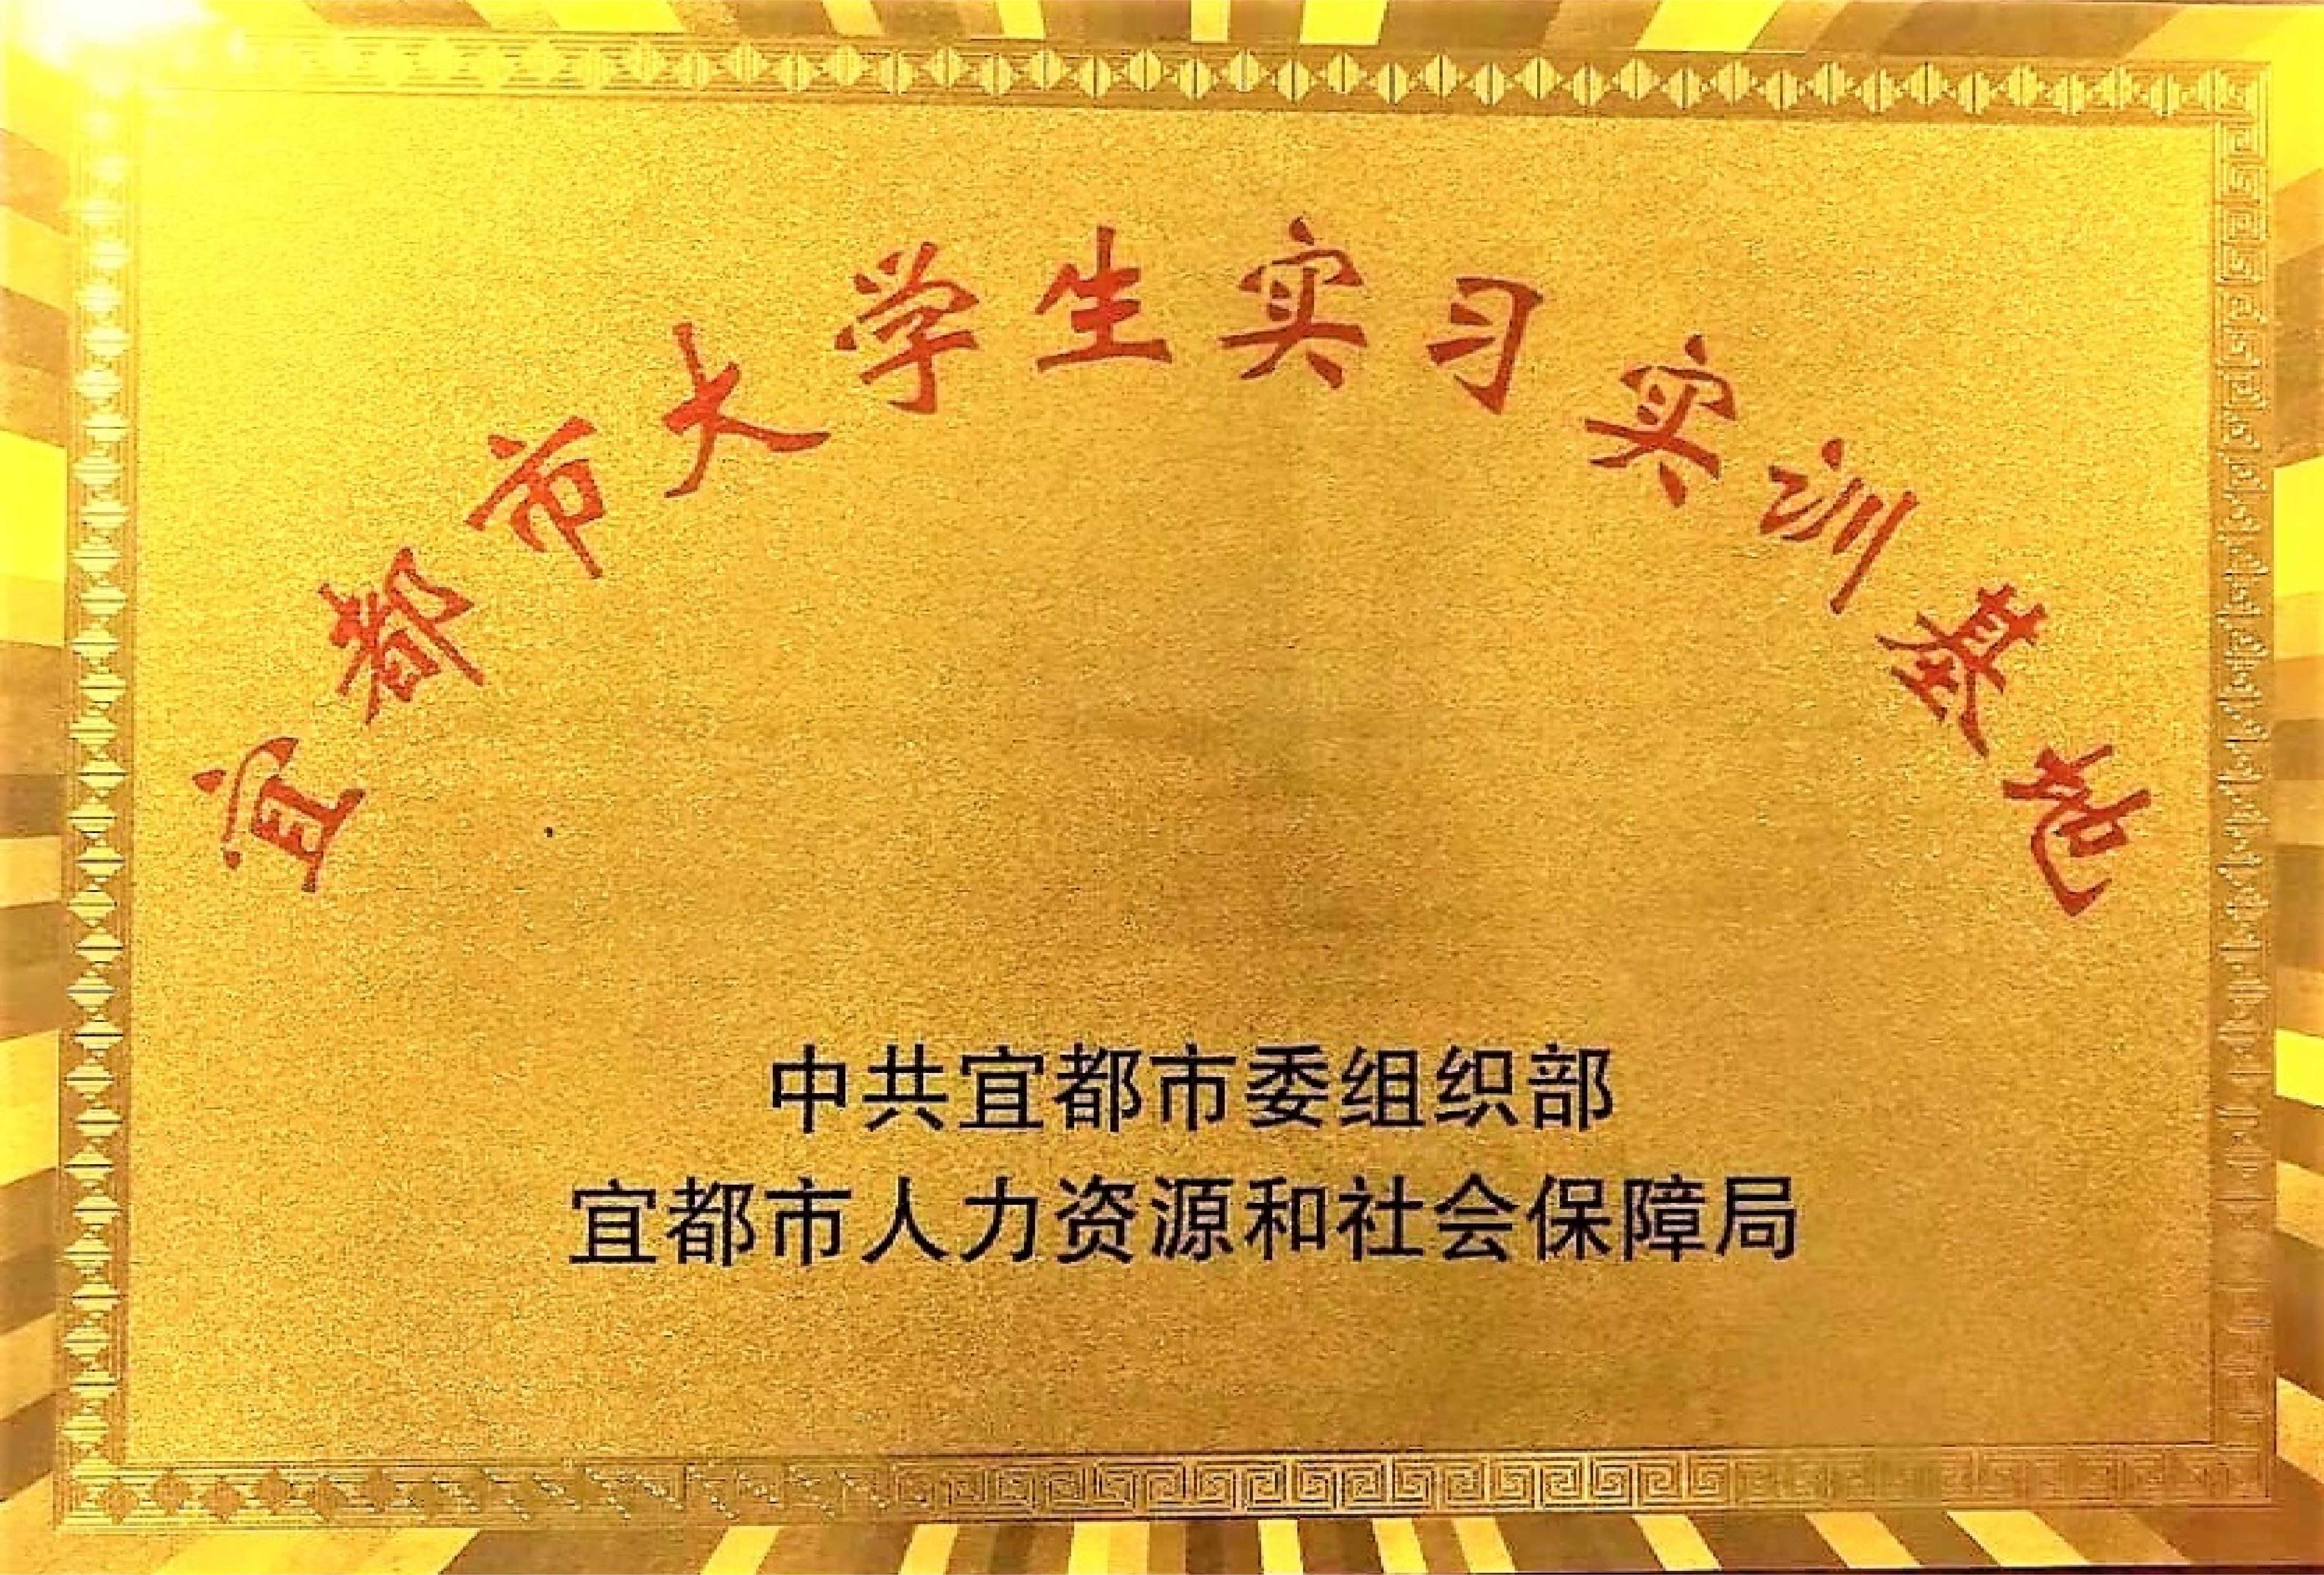 宜都市大学生实习实训基地
中共宜都市委组织部
宜都市人力资源和社会保障局